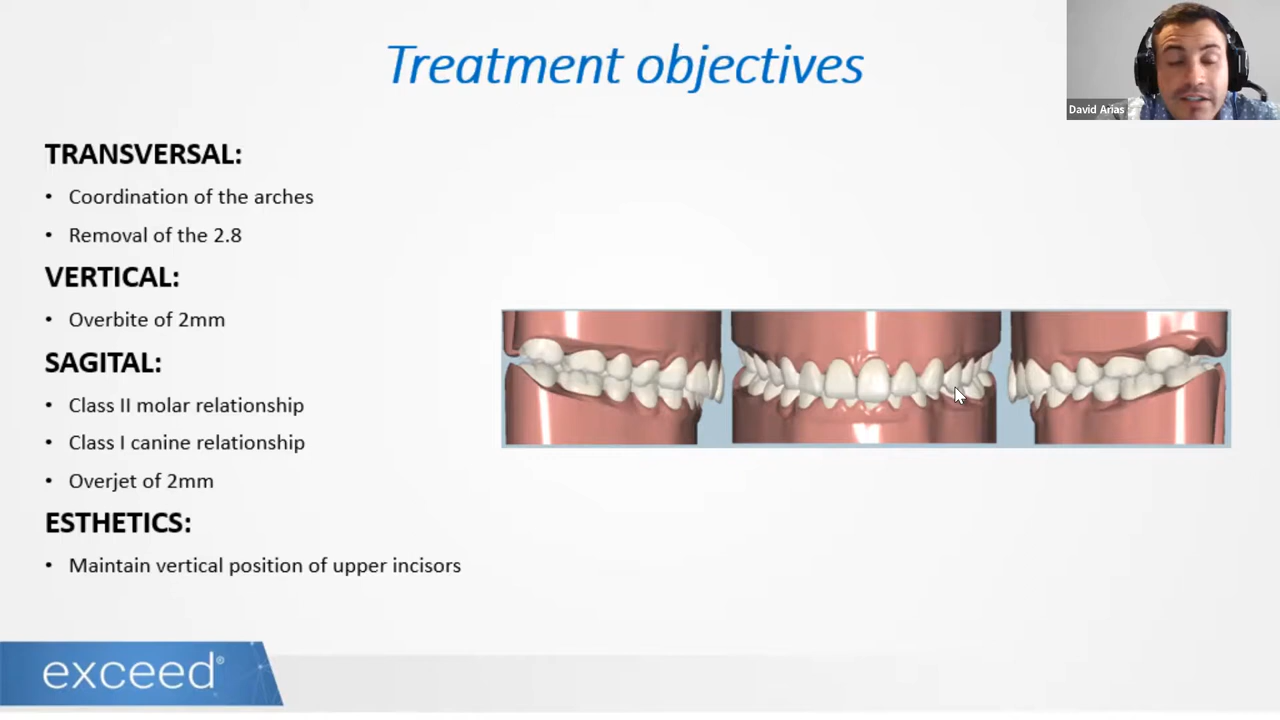 Treatment objectives
David Arias
TRANSVERSAL:
• Coordination of the arches
• Removal of the 2.8
VERTICAL:
• Overbite of 2mm
SAGITAL:
• Class II molar relationship
• Class I canine relationship
• Overjet of 2mm
ESTHETICS:
• Maintain vertical position of upper incisors
exceed®